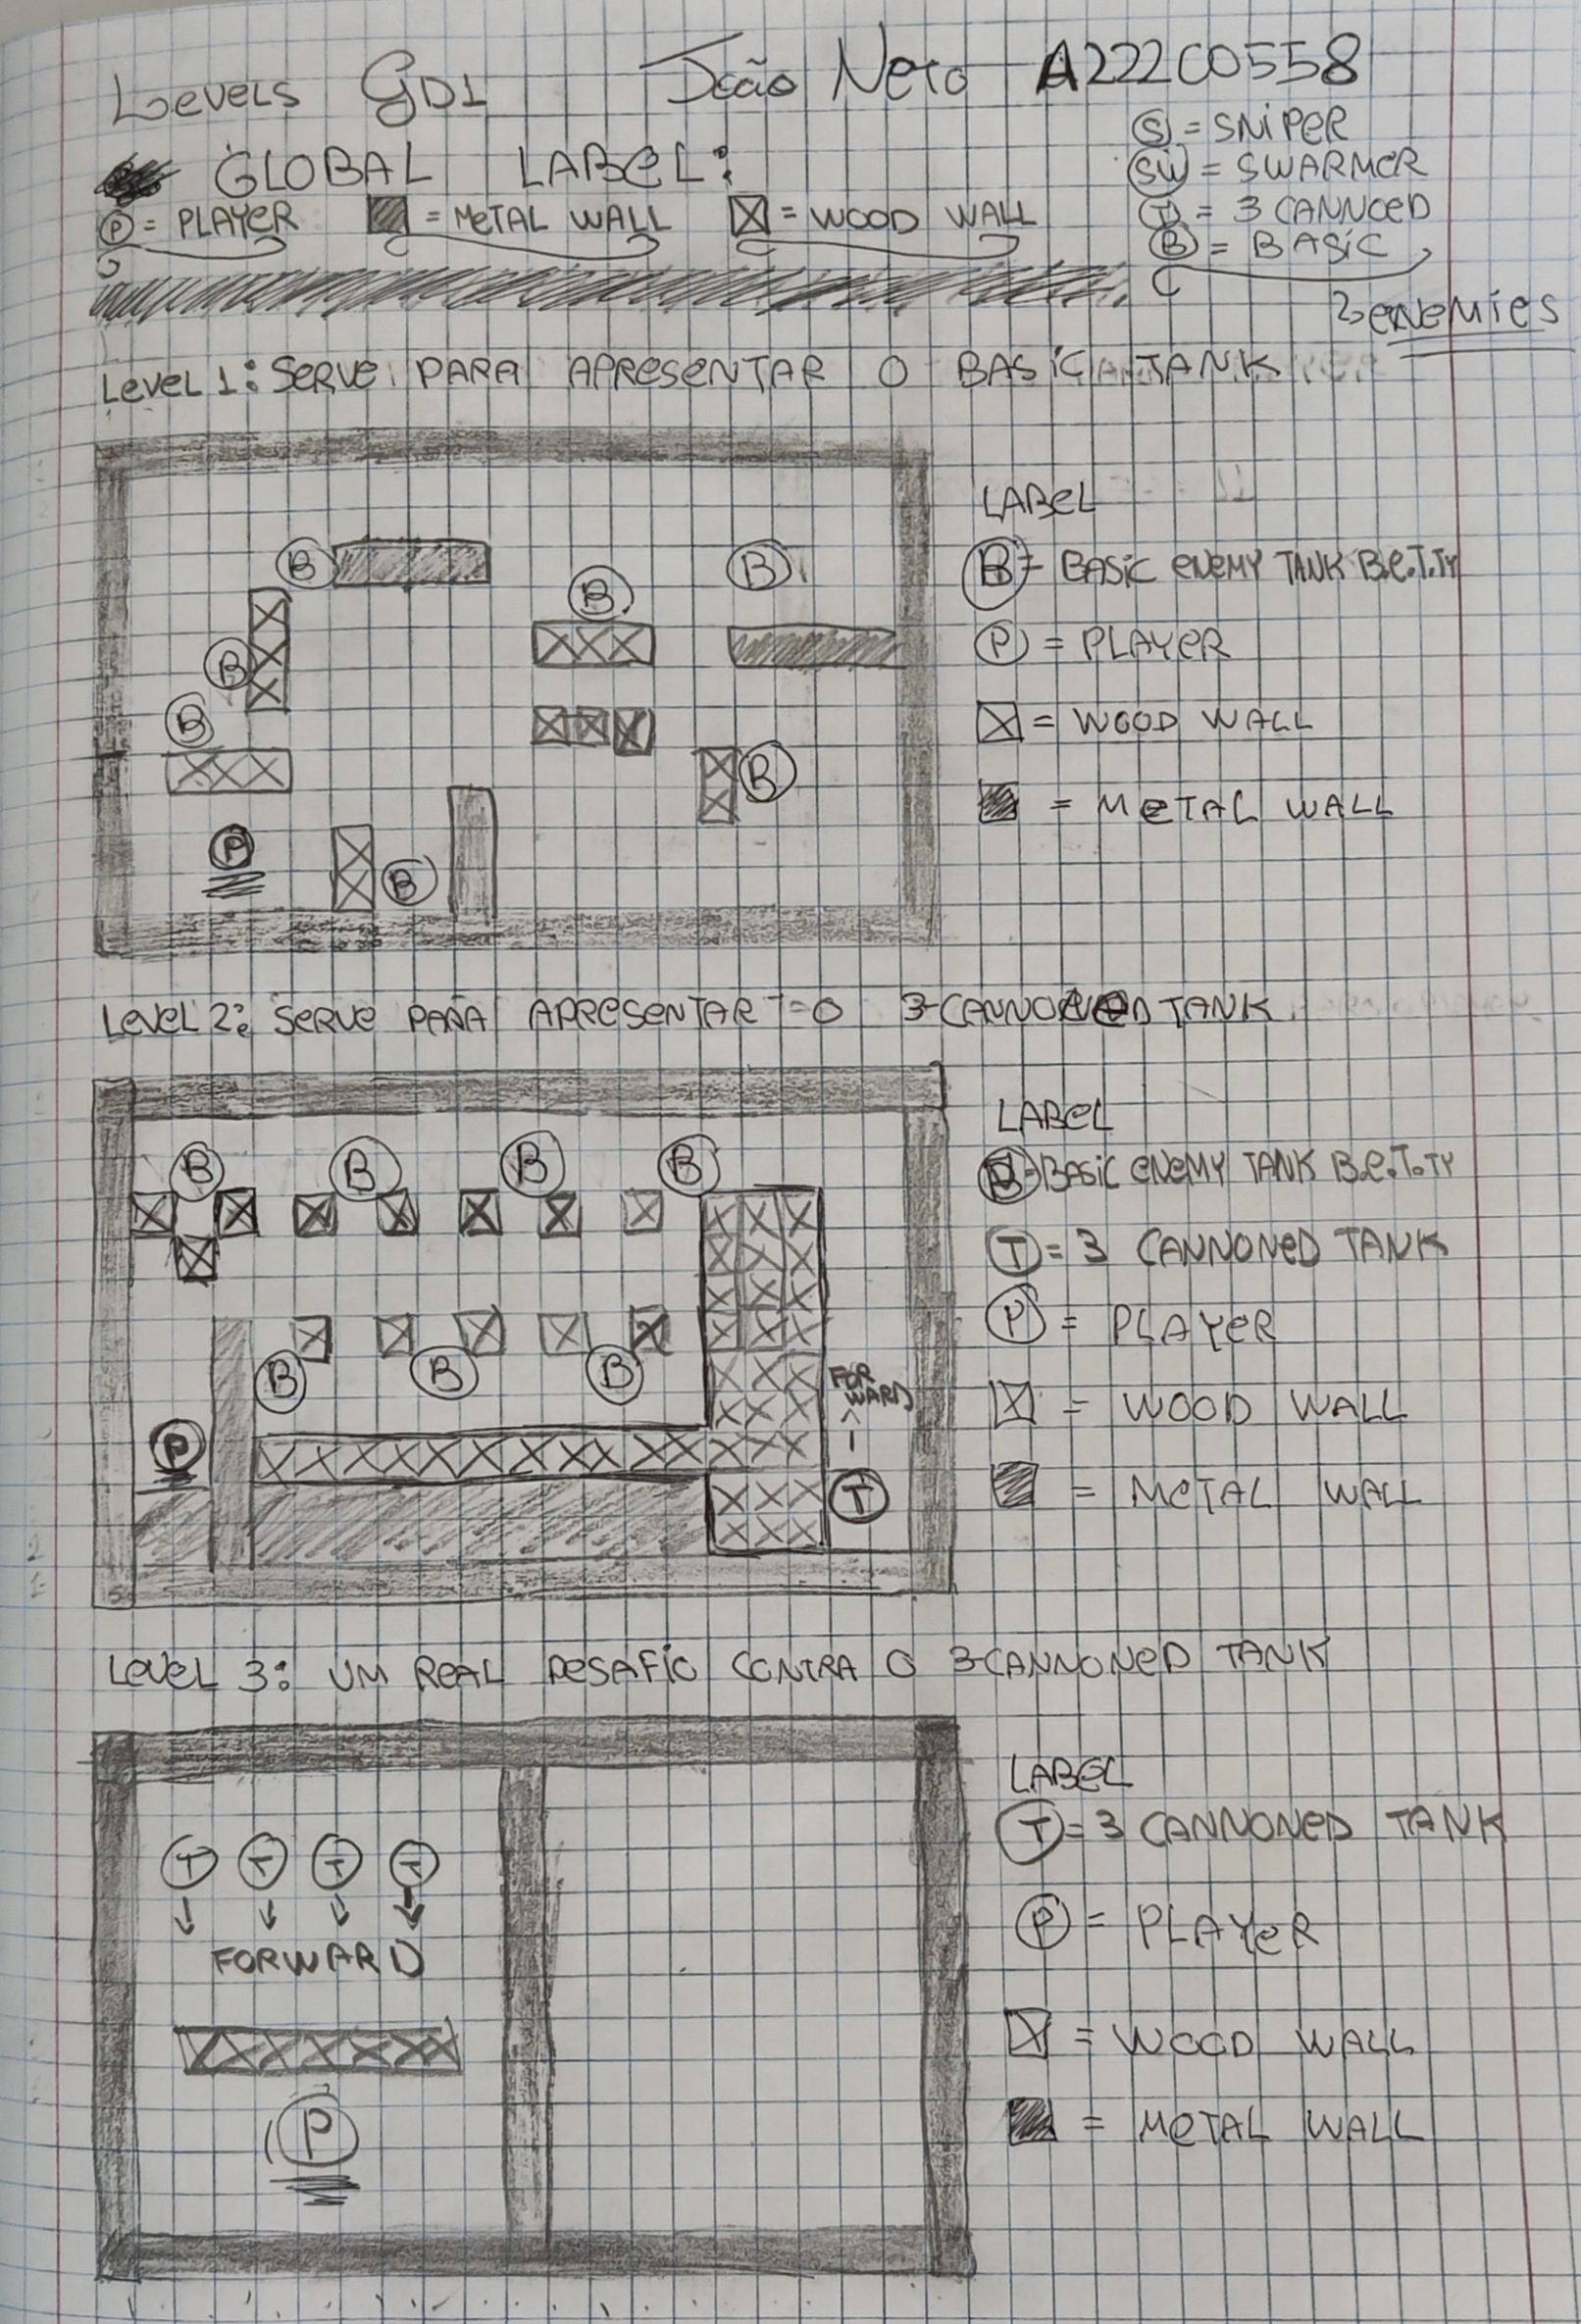 Levels GD1 João Neto A22200558
GLOBAL LABEL:
P = PLAYER = METAL WALL = WOOD WALL
S = SNIPER
SW = SWARMER
T = 3 CANNOED
B = BASIC
enemies
Level 1: Serve PARA APRESENTAR O BASIC TANK
B
B
B
B
B
B
B
P
LABEL
B = BASIC ENEMY TANK B.E.T.TY
P = PLAYER
= WOOD WALL
= METAL WALL
Level 2: Serve PARA APRESENTAR O 3-CANNONED TANK
B B B B
B B B
FOR
WARD
P
T
LABEL
B = BASIC ENEMY TANK B.E.T.TY
T = 3 CANNONED TANK
P = PLAYER
= WOOD WALL
= METAL WALL
LEVEL 3: UM REAL DESAFIO CONTRA O 3-CANNONED TANK
T T T T
FORWARD
P
LABEL
T = 3 CANNONED TANK
P = PLAYER
= WOOD WALL
= METAL WALL